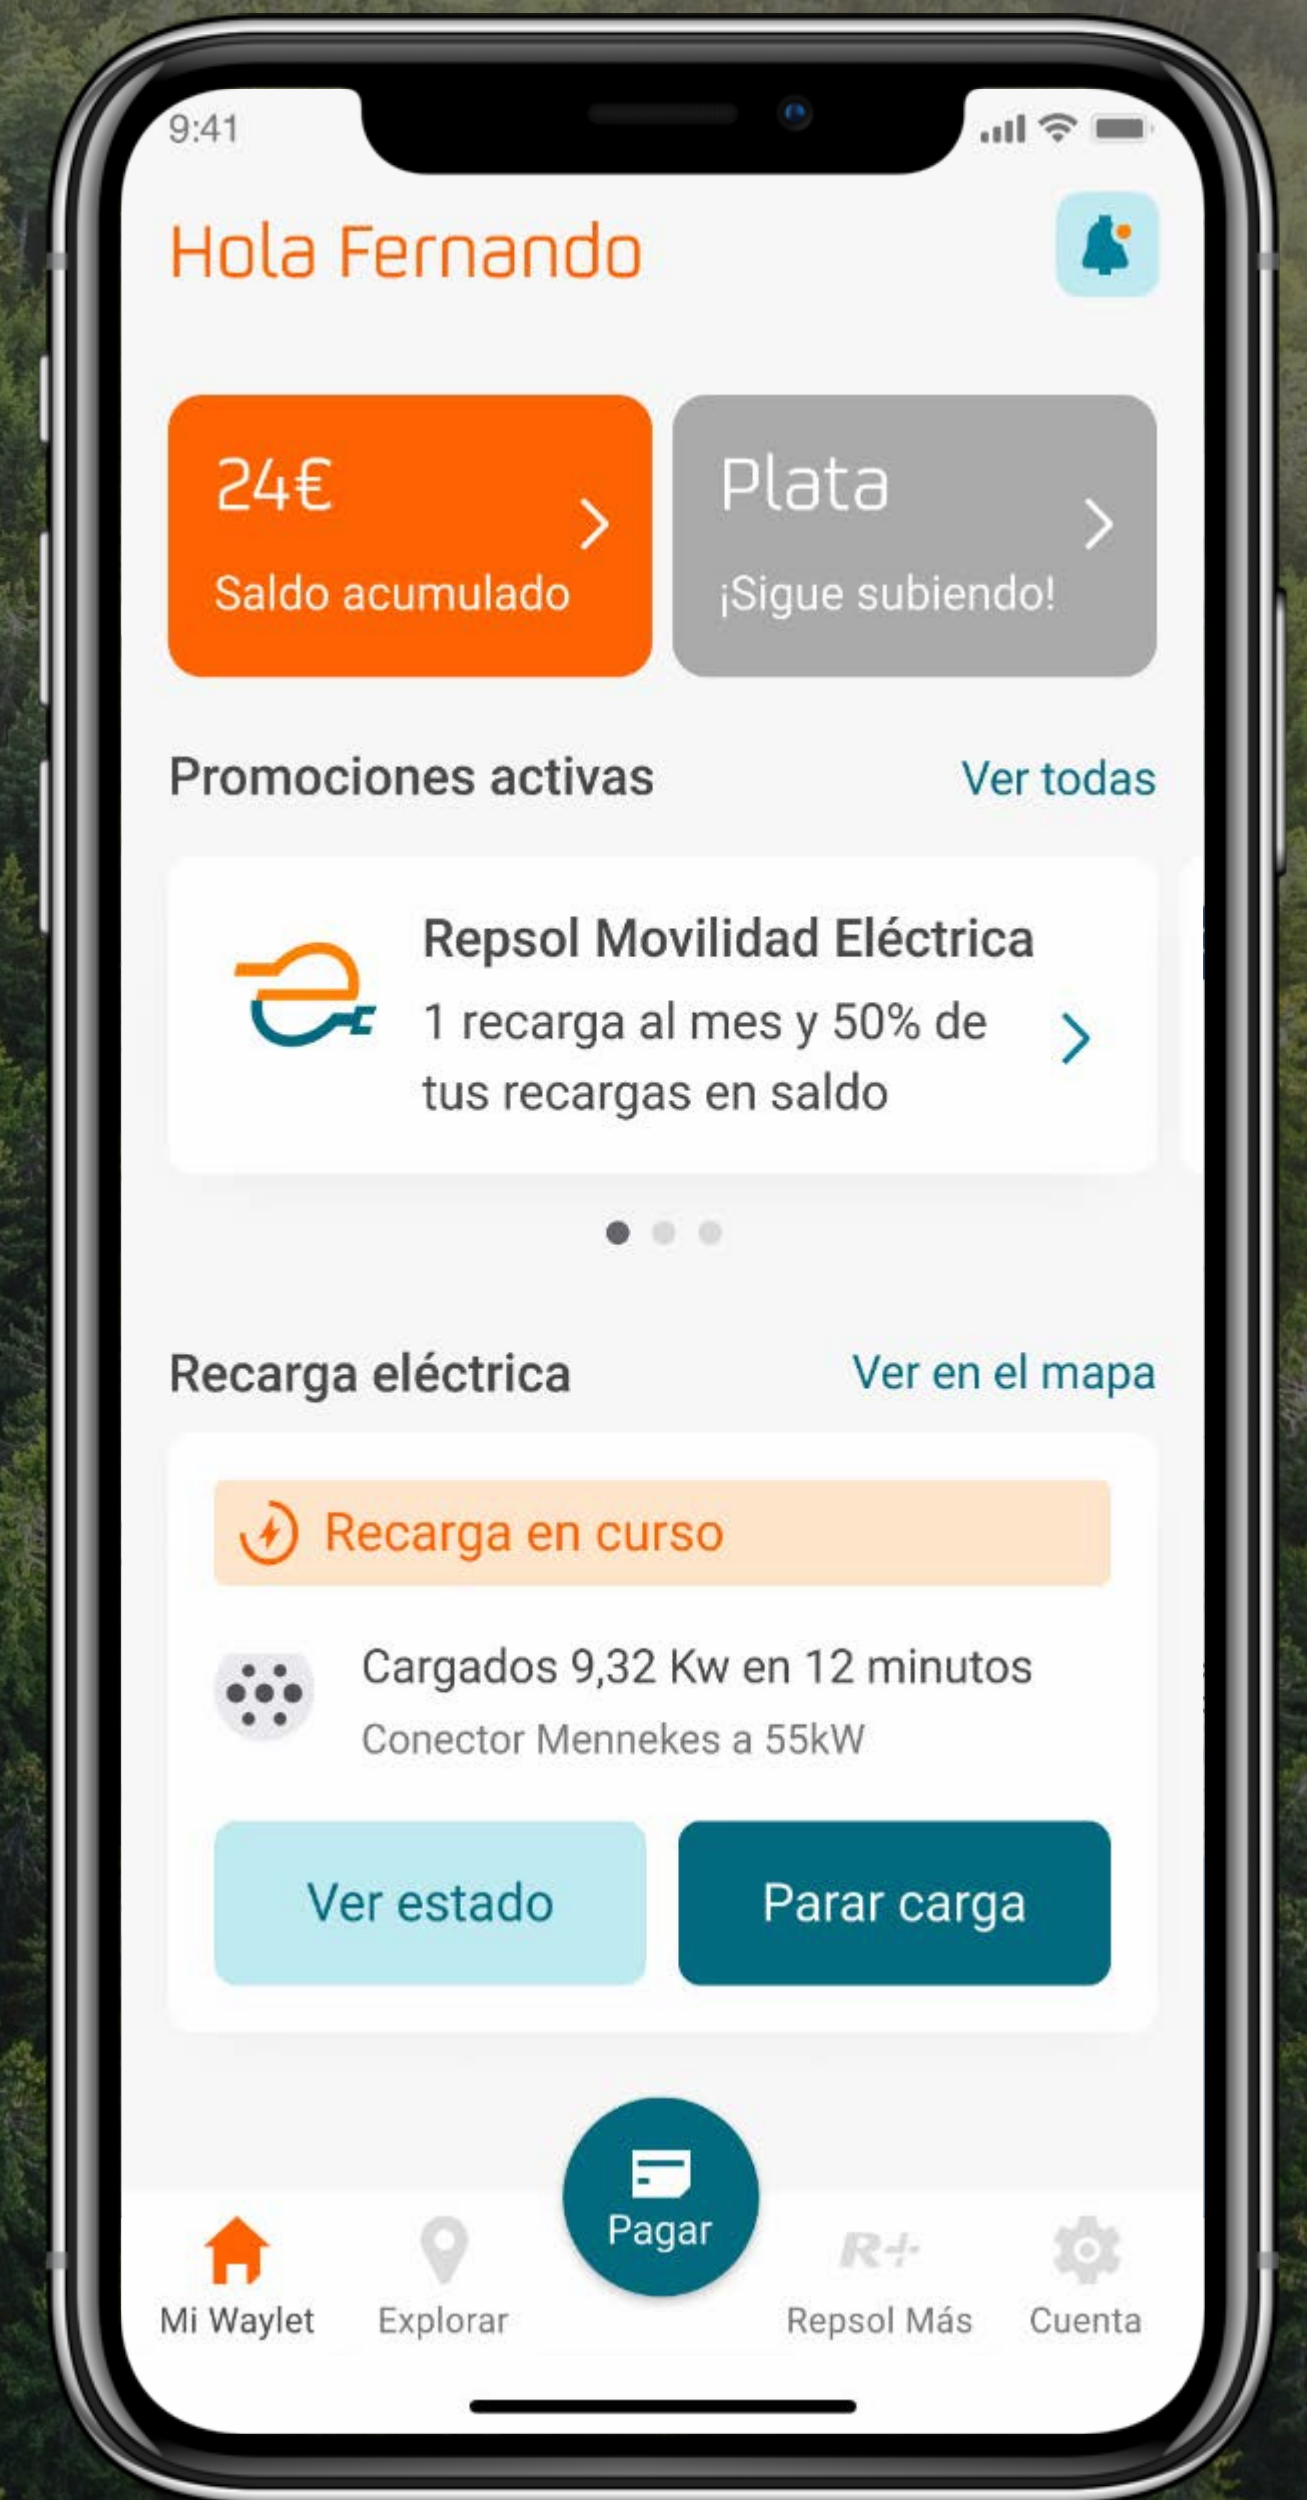 9:41
Hola Fernando
24€
Saldo acumulado
Plata
¡Sigue subiendo!
Promociones activas
Ver todas
Repsol Movilidad Eléctrica
1 recarga al mes y 50% de
tus recargas en saldo
Recarga eléctrica
Ver en el mapa
Recarga en curso
Cargados 9,32 Kw en 12 minutos
Conector Mennekes a 55kW
Ver estado
Parar carga
Pagar
R+
Mi Waylet
Explorar
Repsol Más
Cuenta